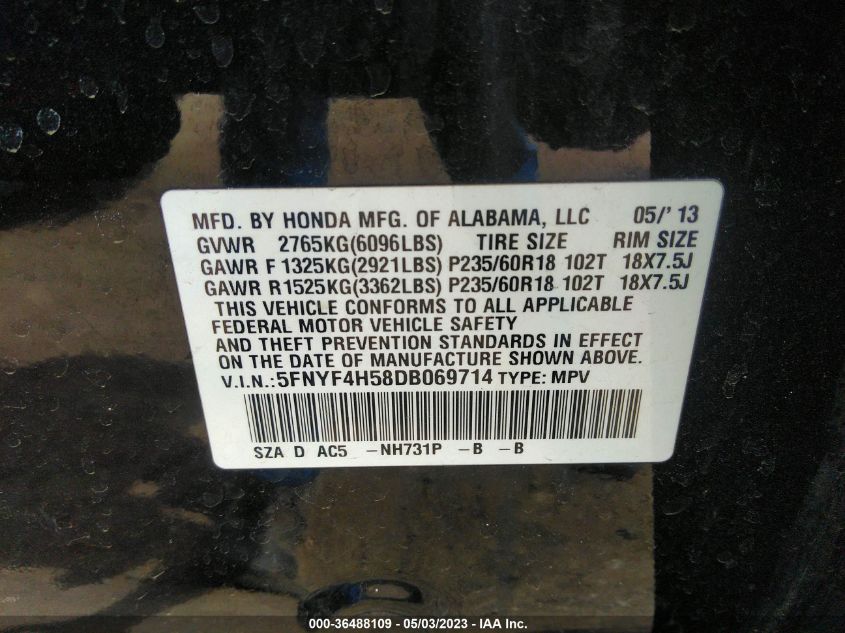 MFD. BY HONDA MFG. OF ALABAMA, LLC 05/' 13
GVWR 2765KG(6096LBS) TIRE SIZE RIM SIZE
GAWR F 1325KG(2921LBS) P235/60R18 102T 18X7.5J
GAWR R1525KG(3362LBS) P235/60R18 102T 18X7.5J
THIS VEHICLE CONFORMS TO ALL APPLICABLE
FEDERAL MOTOR VEHICLE SAFETY
AND THEFT PREVENTION STANDARDS IN EFFECT
ON THE DATE OF MANUFACTURE SHOWN ABOVE.
V.I.N.:5FNYF4H58DB069714 TYPE: MPV
SZA D AC5 -NH731P -B -B
000-36488109 - 05/03/2023 - IAA Inc.